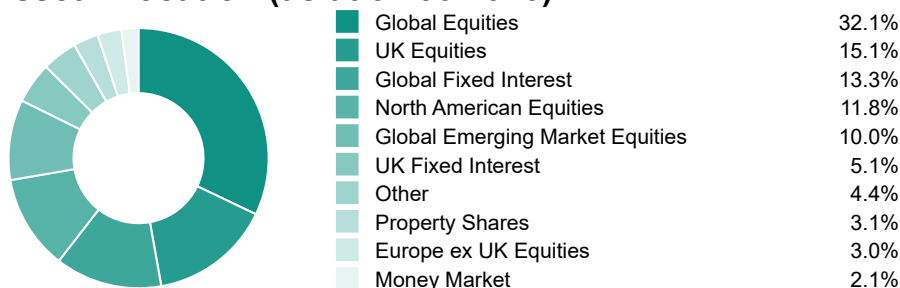 Global Equities 32.1%
UK Equities 15.1%
Global Fixed Interest 13.3%
North American Equities 11.8%
Global Emerging Market Equities 10.0%
UK Fixed Interest 5.1%
Other 4.4%
Property Shares 3.1%
Europe ex UK Equities 3.0%
Money Market 2.1%